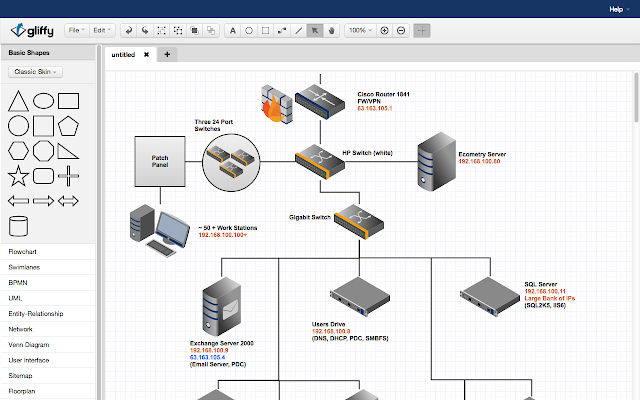 Help
gliffy
File
Edit
100%
Basic Shapes
untitled
Classic Skin
Cisco Router 1841
FW/VPN
63.163.105.1
Three 24 Port
Switches
HP Switch (white)
Patch
Panel
Ecometry Server
192.168.100.80
Gigabit Switch
~ 50 + Work Stations
192.168.100.100+
Flowchart
Swimlanes
BPMN
UML
Entity-Relationship
Network
Venn Diagram
User Interface
Sitemap
Floorplan
SQL Server
192.168.100.11
Large Bank of IPs
(SQL2K5, IIS6)
Users Drive
192.168.100.8
(DNS, DHCP, PDC, SMBFS)
Exchange Server 2000
192.168.100.9
63.163.105.4
(Email Server, PDC)